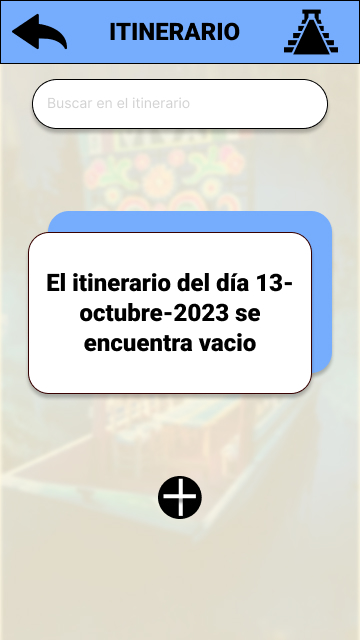 ITINERARIO
Buscar en el itinerario
El itinerario del día 13-
octubre-2023 se
encuentra vacio